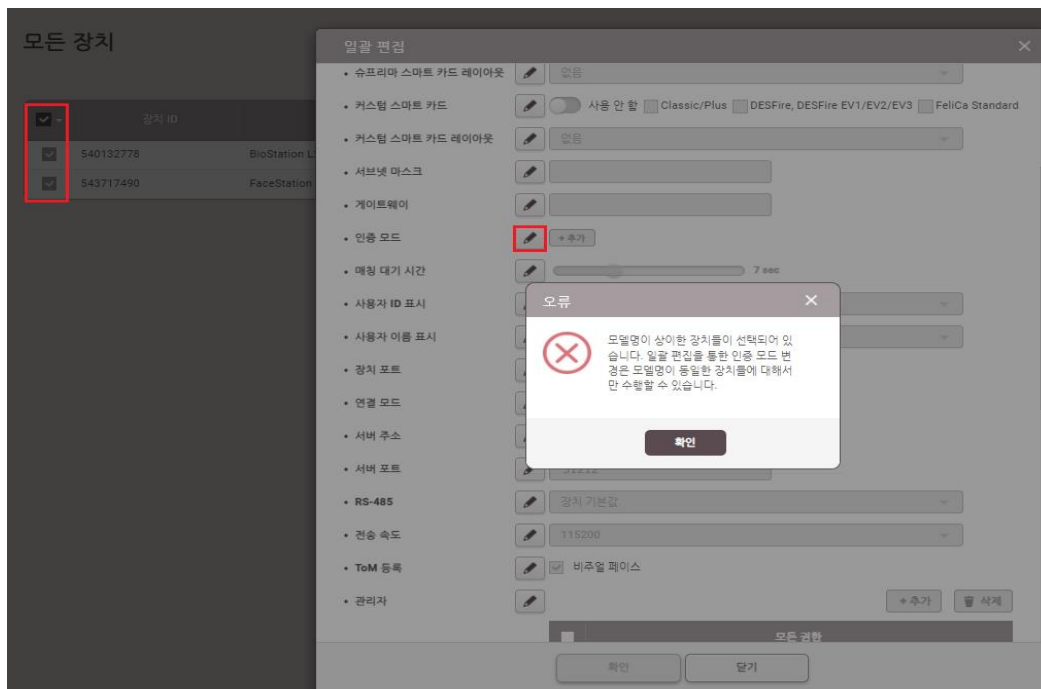 모든 장치
일괄 편집
• 슈프리마 스마트 카드 레이아웃 없음
• 커스텀 스마트 카드 사용 안 함 Classic/Plus DESFire, DESFire EV1/EV2/EV3 FeliCa Standard
장치 ID
• 커스텀 스마트 카드 레이아웃 없음
540132778 BioStation L
• 서브넷 마스크
543717490 FaceStation
• 게이트웨이
• 인증 모드 + 추가
• 매칭 대기 시간 7 sec
• 사용자 ID 표시
오류
• 사용자 이름 표시
모델명이 상이한 장치들이 선택되어 있
습니다. 일괄 편집을 통한 인증 모드 변
경은 모델명이 동일한 장치들에 대해서
만 수행할 수 있습니다.
• 장치 포트
• 연결 모드
• 서버 주소
확인
• 서버 포트 51212
• RS-485 장치 기본값
• 전송 속도 115200
• ToM 등록 비주얼 페이스
• 관리자 + 추가 삭제
모든 권한
확인 닫기